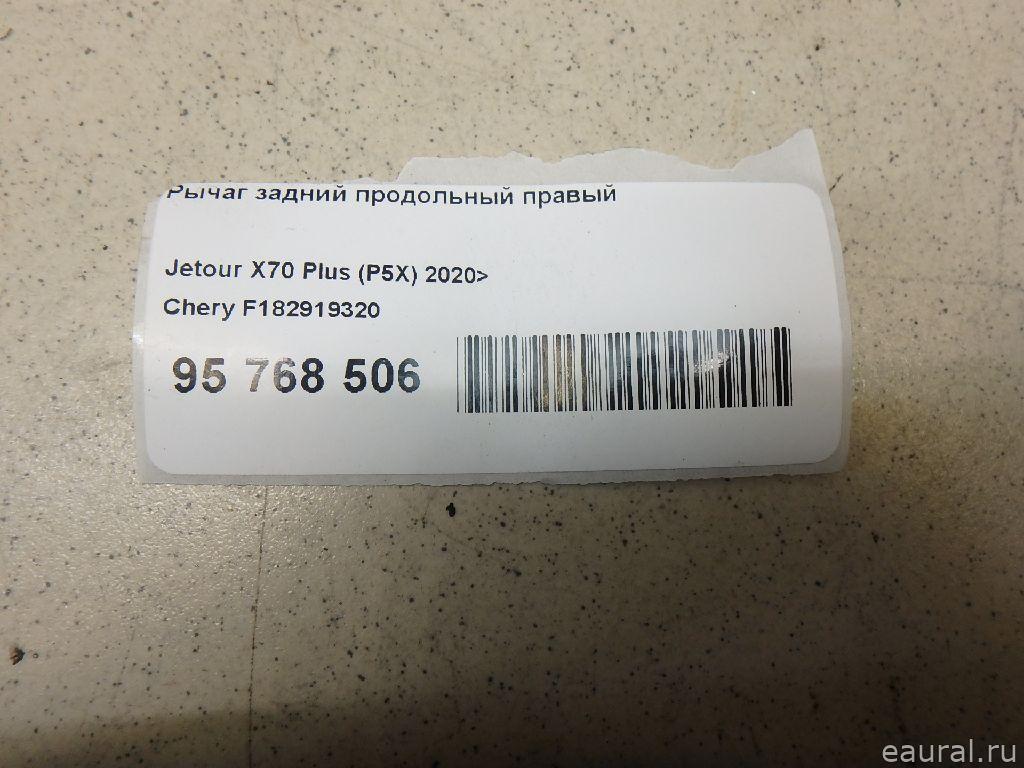 Рычаг задний продольный правый
Jetour X70 Plus (P5X) 2020>
Chery F182919320
95 768 506
eaural.ru